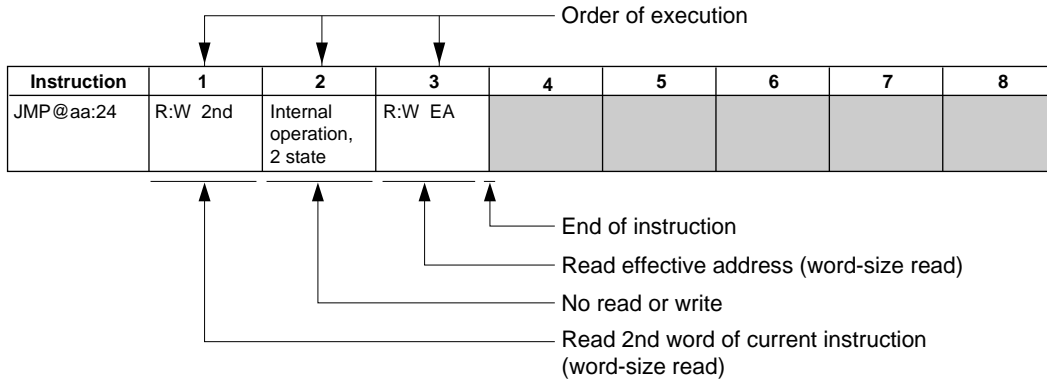 Order of execution
Instruction 1 2 3 4 5 6 7 8
JMP@aa:24 R:W 2nd Internal operation, 2 state R:W EA
End of instruction
Read effective address (word-size read)
No read or write
Read 2nd word of current instruction
(word-size read)